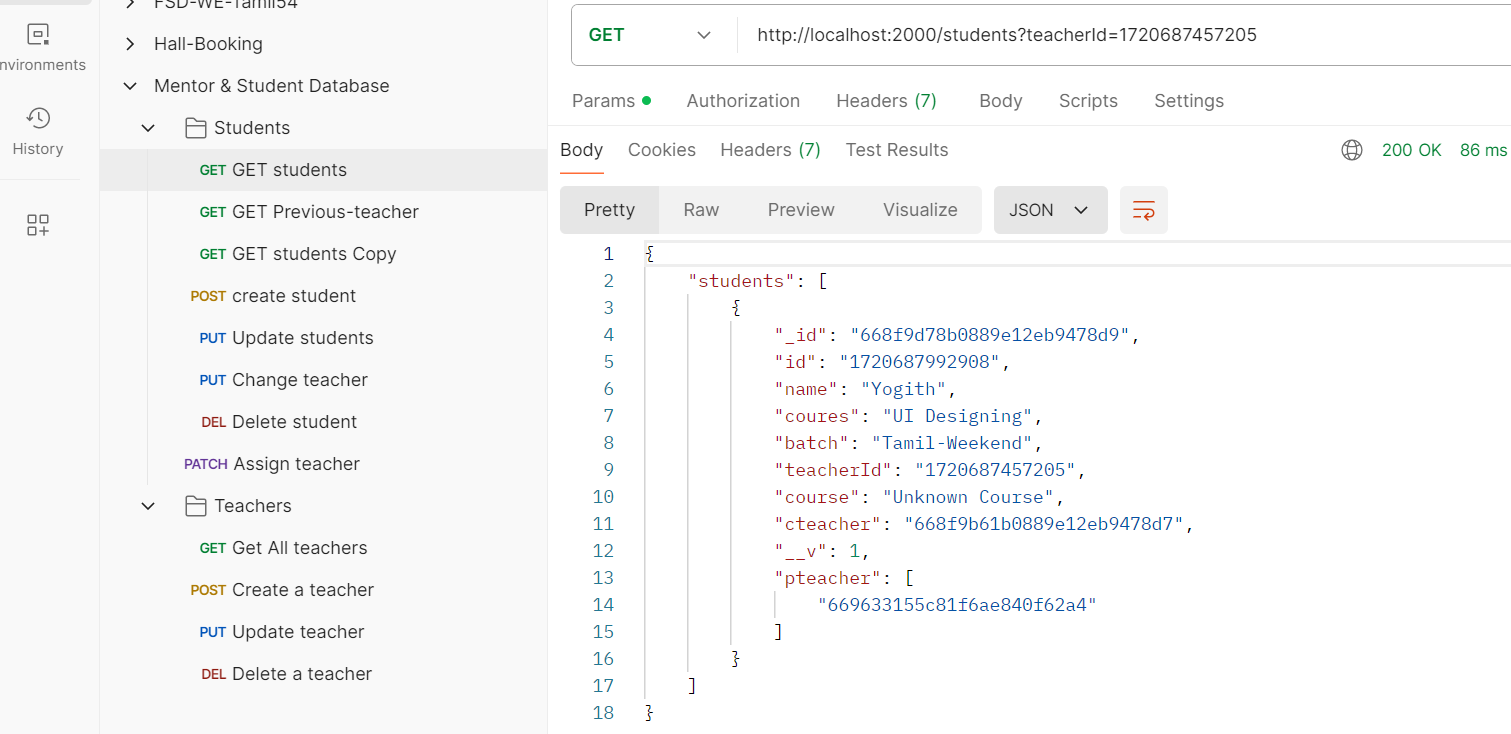 FSD-WE-Tamil54
nvironments
Hall-Booking
Mentor & Student Database
History
Students
GET GET students
GET GET Previous-teacher
GET GET students Copy
POST create student
PUT Update students
PUT Change teacher
DEL Delete student
PATCH Assign teacher
Teachers
GET Get All teachers
POST Create a teacher
PUT Update teacher
DEL Delete a teacher
GET http://localhost:2000/students?teacherId=1720687457205
Params Authorization Headers (7) Body Scripts Settings
Body Cookies Headers (7) Test Results 200 OK 86 ms
Pretty Raw Preview Visualize JSON
1 {
2 "students": [
3 {
4 "_id": "668f9d78b0889e12eb9478d9",
5 "id": "1720687992908",
6 "name": "Yogith",
7 "coures": "UI Designing",
8 "batch": "Tamil-Weekend",
9 "teacherId": "1720687457205",
10 "course": "Unknown Course",
11 "cteacher": "668f9b61b0889e12eb9478d7",
12 "__v": 1,
13 "pteacher": [
14 "669633155c81f6ae840f62a4"
15 ]
16 }
17 ]
18 }